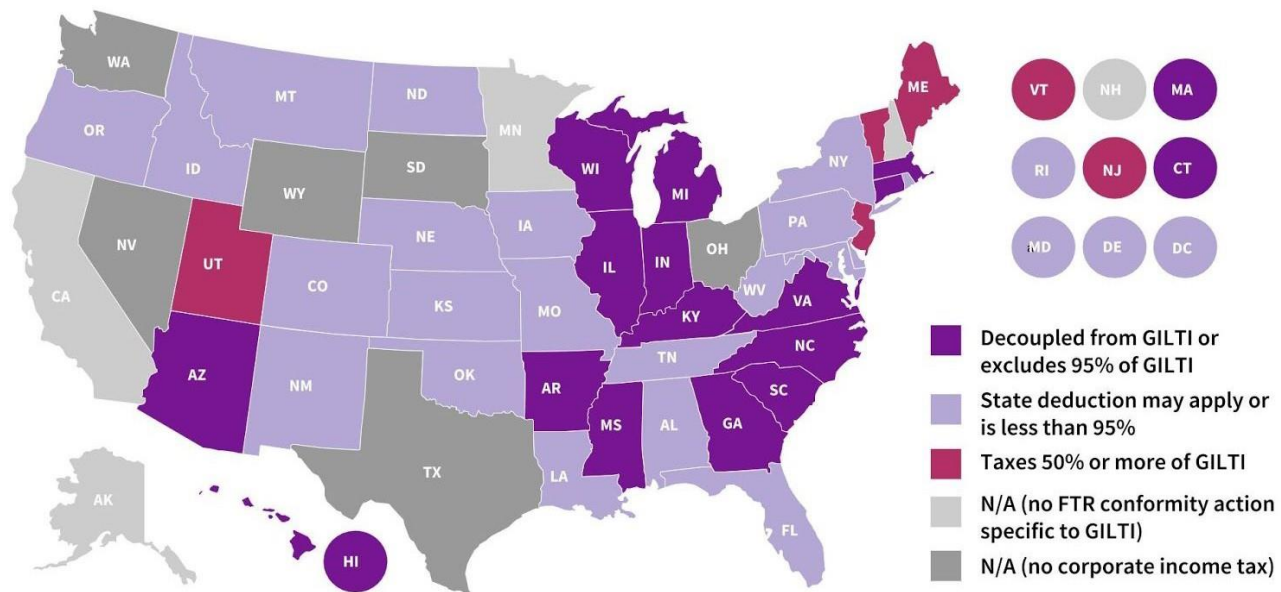 WA
MT
ND
MN
ME
OR
ID
SD
WI
NY
WY
MI
NV
NE
IA
PA
UT
CO
IL
IN
OH
CA
KS
MO
WV
VA
KY
AZ
NM
OK
TN
NC
AR
SC
MS
AL
GA
TX
LA
FL
AK
HI
VT NH MA
RI NJ CT
MD DE DC
Decoupled from GILTI or
excludes 95% of GILTI
State deduction may apply or
is less than 95%
Taxes 50% or more of GILTI
N/A (no FTR conformity action
specific to GILTI)
N/A (no corporate income tax)